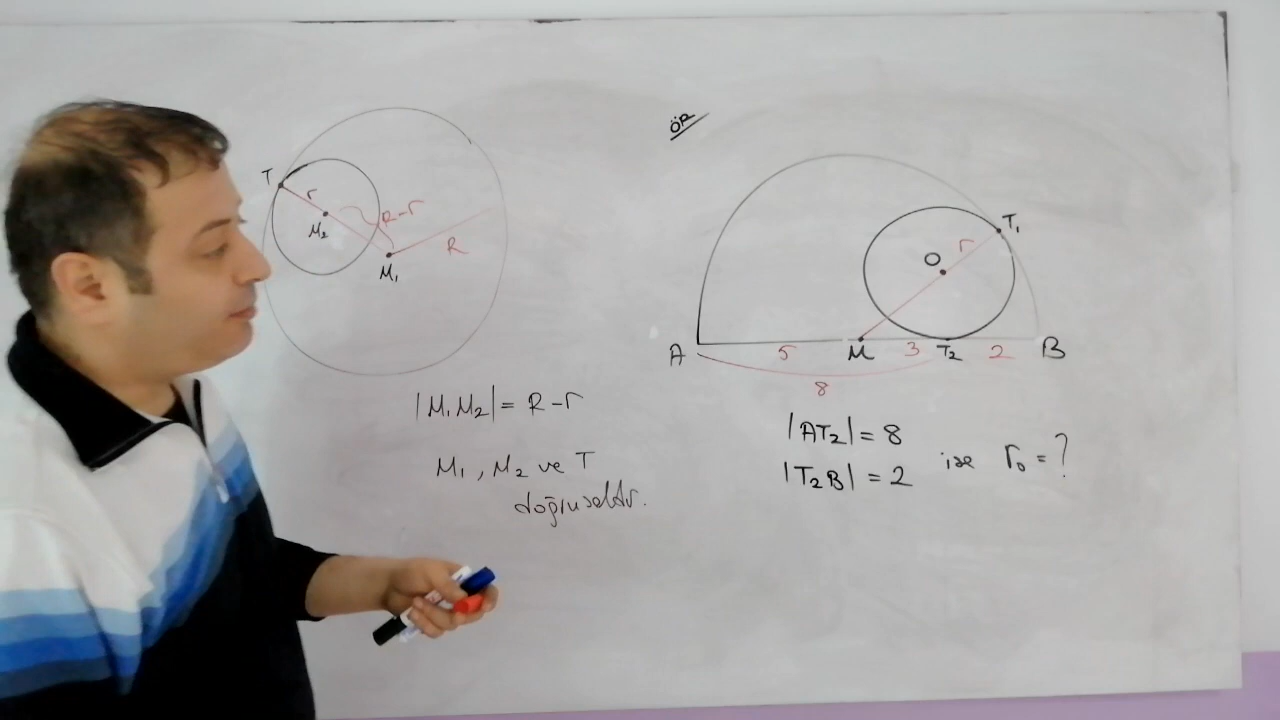 T
r
M₂
R-r
R
M₁
|M₁M₂| = R-r
M₁, M₂ ve T
doğrusaldır.
ÖR
T₁
r
O
A
5
M
3
T₂
2
B
8
|AT₂| = 8
|T₂B| = 2
ise r₀ = ?